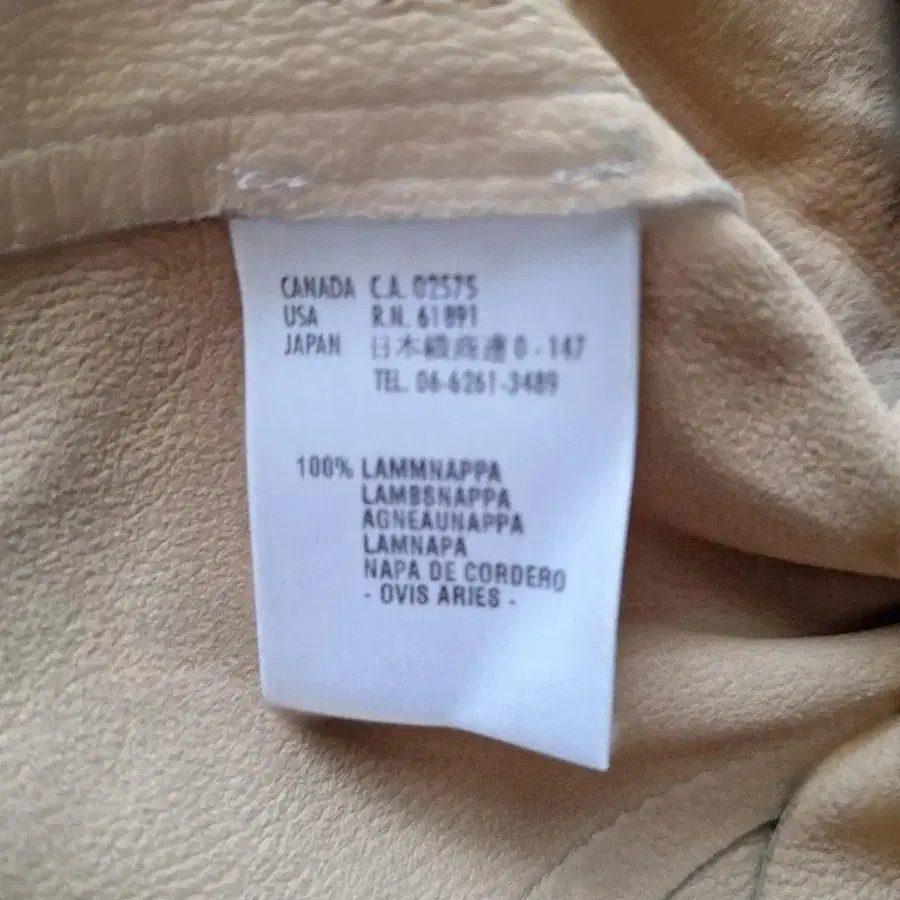 CANADA C.A. 02575
USA R.N. 61891
JAPAN 日本織商連 0 - 147
TEL. 06-6261-3489
100% LAMMNAPPA
LAMBSNAPPA
AGNEAUNAPPA
LAMNAPA
NAPA DE CORDERO
- OVIS ARIES -